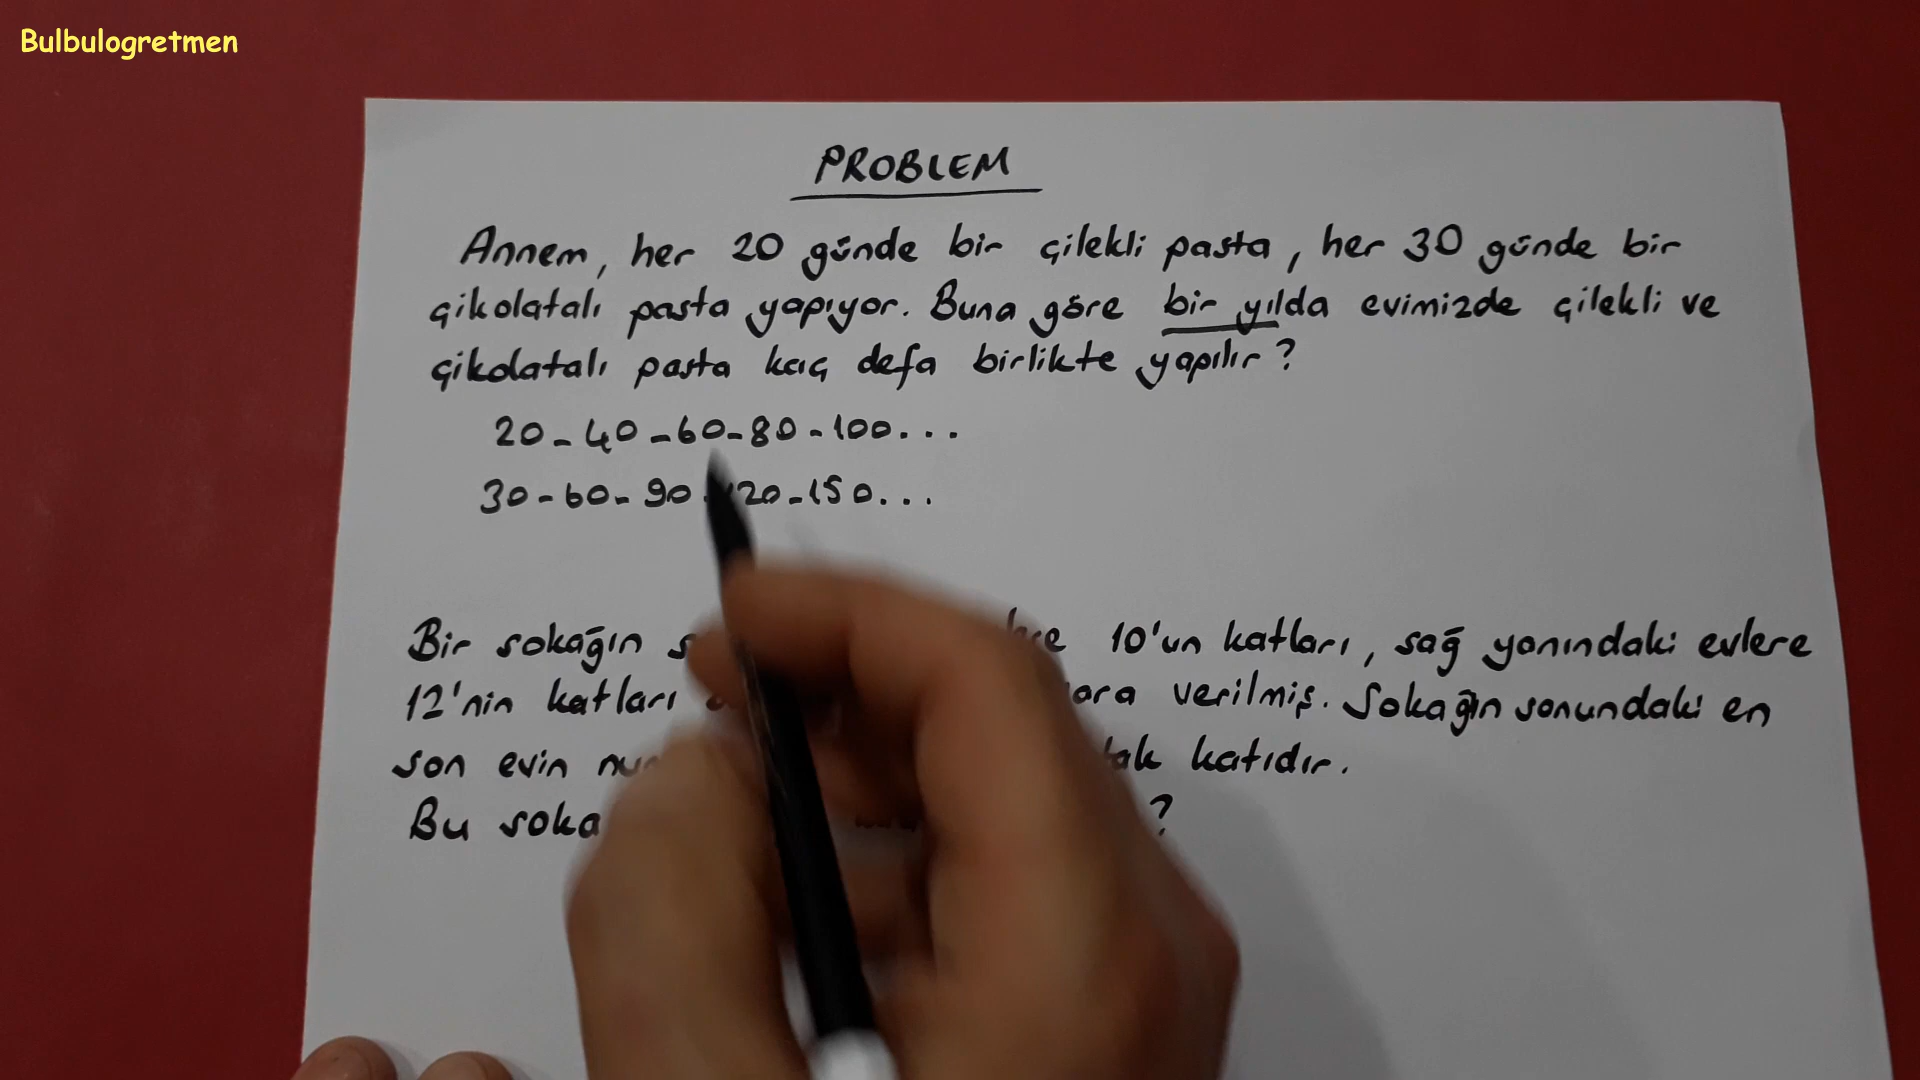 Bulbulogretmen
PROBLEM
Annem, her 20 günde bir çilekli pasta, her 30 günde bir
çikolatalı pasta yapıyor. Buna göre bir yılda evimizde çilekli ve
çikolatalı pasta kaç defa birlikte yapılır?
20-40-60-80-100...
30-60-90 120-150...
Bir sokağın 10'un katları, sağ yanındaki evlere
12'nin katları verilmiş. Sokağın sonundaki en
son evin katıdır.
Bu ?